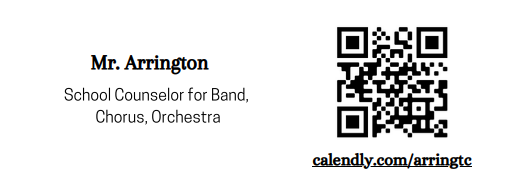 Mr. Arrington
School Counselor for Band,
Chorus, Orchestra
calendly.com/arringtc